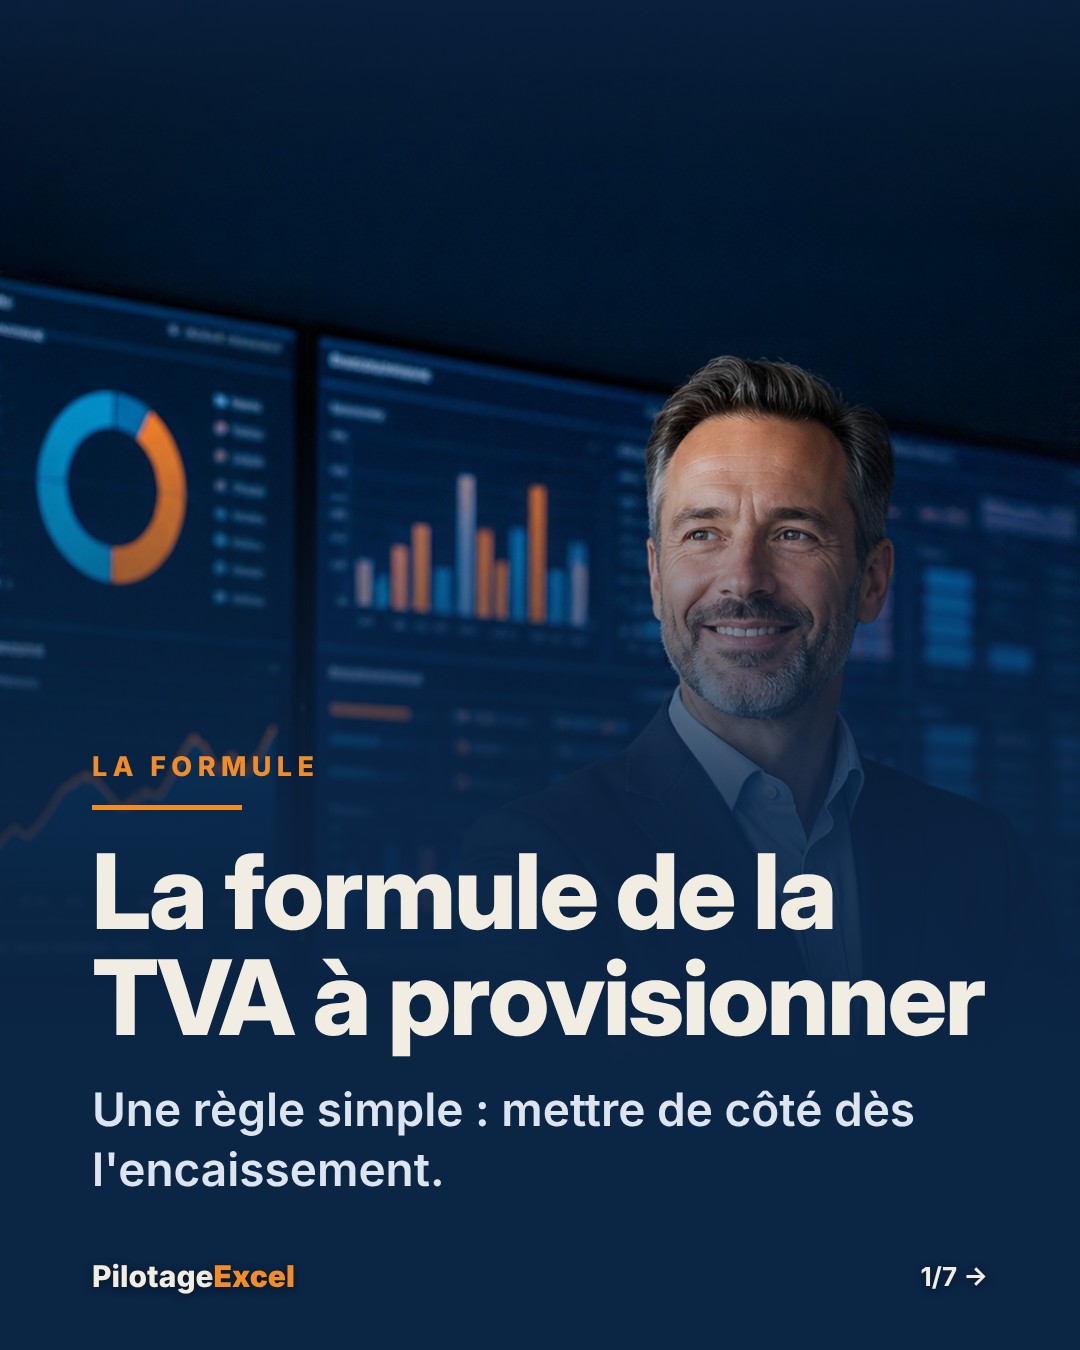 LA FORMULE
La formule de la
TVA à provisionner
Une règle simple : mettre de côté dès
l'encaissement.
PilotageExcel
1/7 →